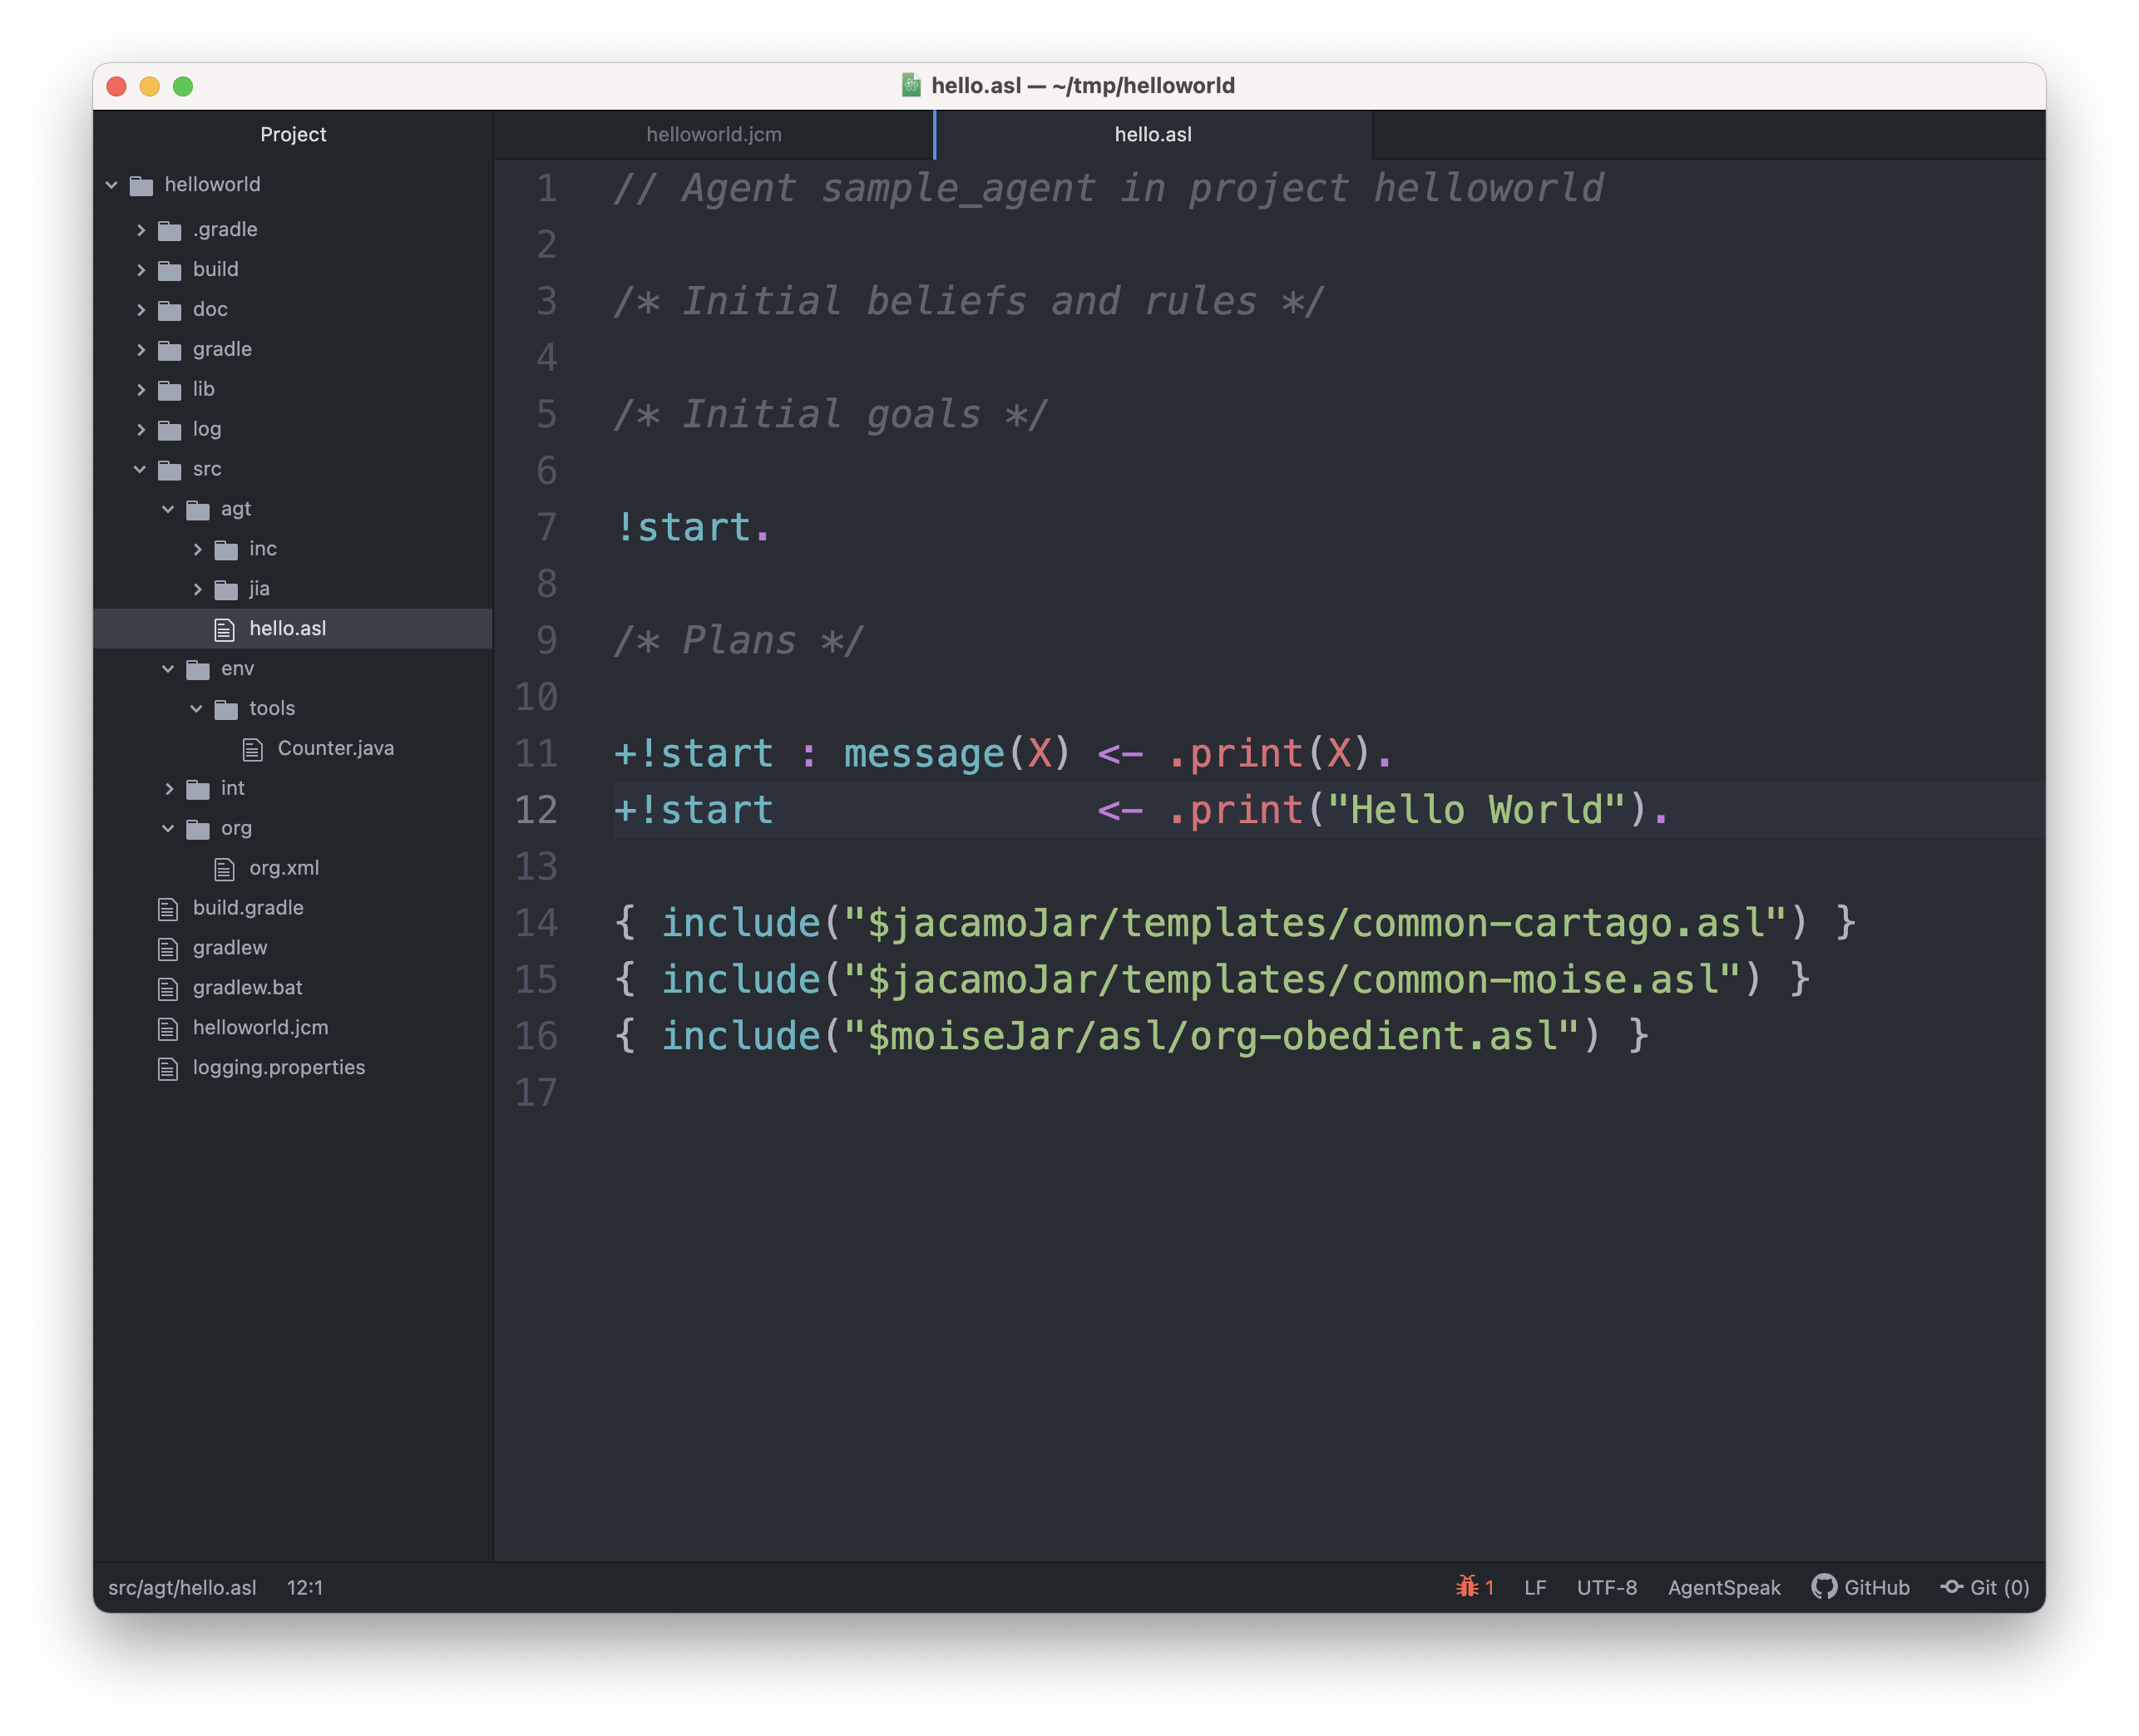 hello.asl — ~/tmp/helloworld
Project
helloworld
.gradle
build
doc
gradle
lib
log
src
agt
inc
jia
hello.asl
env
tools
Counter.java
int
org
org.xml
build.gradle
gradlew
gradlew.bat
helloworld.jcm
logging.properties
helloworld.jcm
hello.asl
1 // Agent sample_agent in project helloworld
2
3 /* Initial beliefs and rules */
4
5 /* Initial goals */
6
7 !start.
8
9 /* Plans */
10
11 +!start : message(X) <- .print(X).
12 +!start              <- .print("Hello World").
13
14 { include("$jacamoJar/templates/common-cartago.asl") }
15 { include("$jacamoJar/templates/common-moise.asl") }
16 { include("$moiseJar/asl/org-obedient.asl") }
17
src/agt/hello.asl 12:1 1 LF UTF-8 AgentSpeak GitHub Git (0)